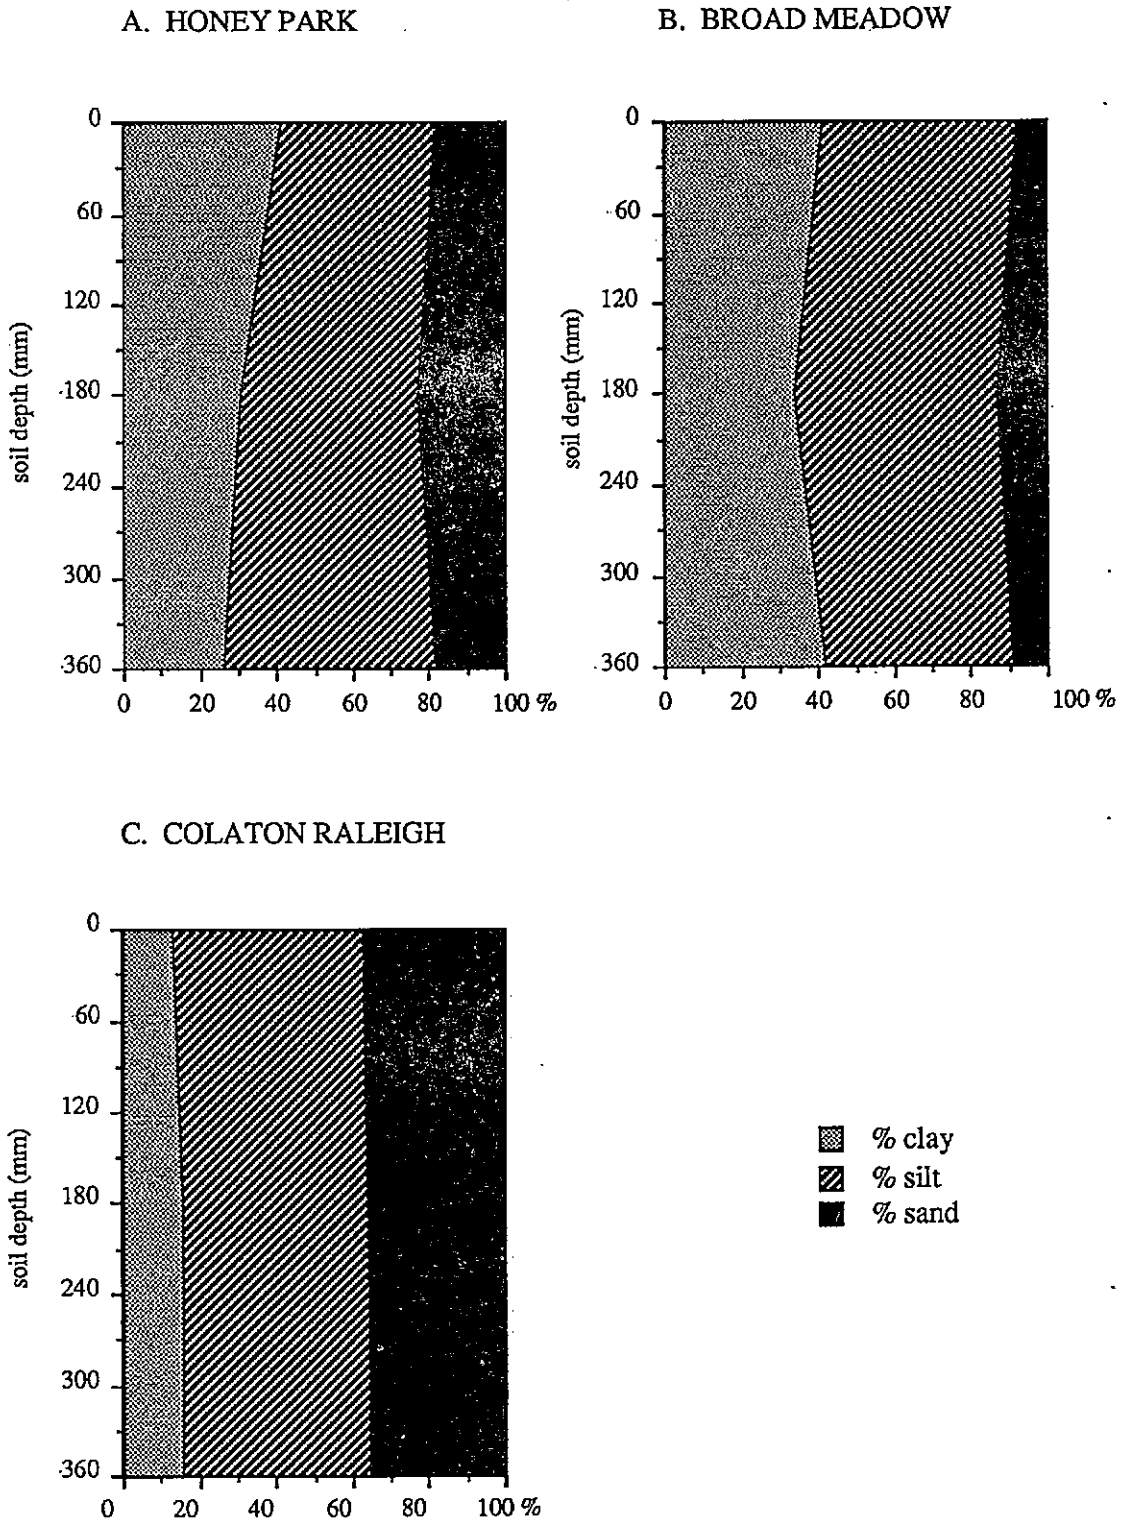 A. HONEY PARK
B. BROAD MEADOW
0
60
120
180
240
300
360
soil depth (mm)
0 20 40 60 80 100 %
0
60
120
180
240
300
360
soil depth (mm)
0 20 40 60 80 100 %
C. COLATON RALEIGH
0
60
120
180
240
300
360
soil depth (mm)
0 20 40 60 80 100 %
% clay
% silt
% sand